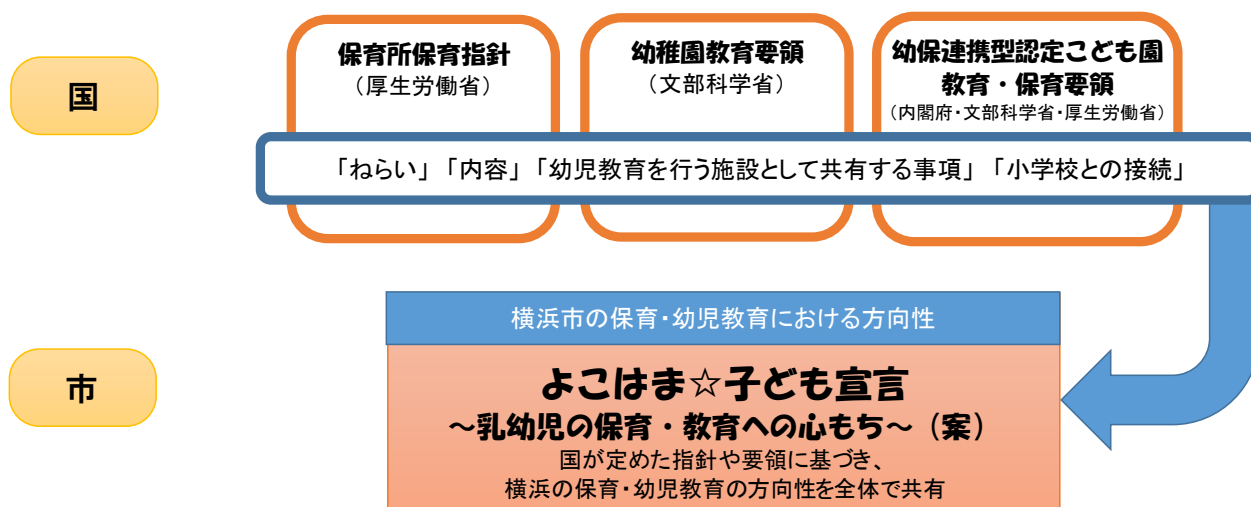 国
保育所保育指針
（厚生労働省）
幼稚園教育要領
（文部科学省）
幼保連携型認定こども園
教育・保育要領
（内閣府・文部科学省・厚生労働省）
「ねらい」「内容」「幼児教育を行う施設として共有する事項」「小学校との接続」
市
横浜市の保育・幼児教育における方向性
よこはま☆子ども宣言
～乳幼児の保育・教育への心もち～（案）
国が定めた指針や要領に基づき、
横浜の保育・幼児教育の方向性を全体で共有